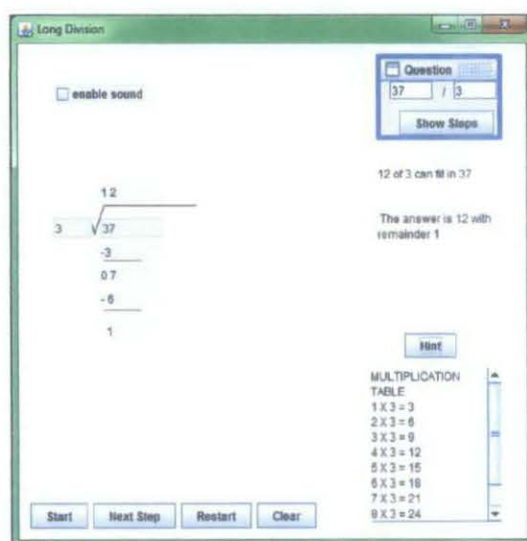 Long Division
enable sound
Question
37 / 3
Show Steps
12 of 3 can fit in 37
The answer is 12 with
remainder 1
12
3 37
-3
07
-6
1
Hint
MULTIPLICATION
TABLE
1 X 3 = 3
2 X 3 = 6
3 X 3 = 9
4 X 3 = 12
5 X 3 = 15
6 X 3 = 18
7 X 3 = 21
8 X 3 = 24
Start Next Step Restart Clear